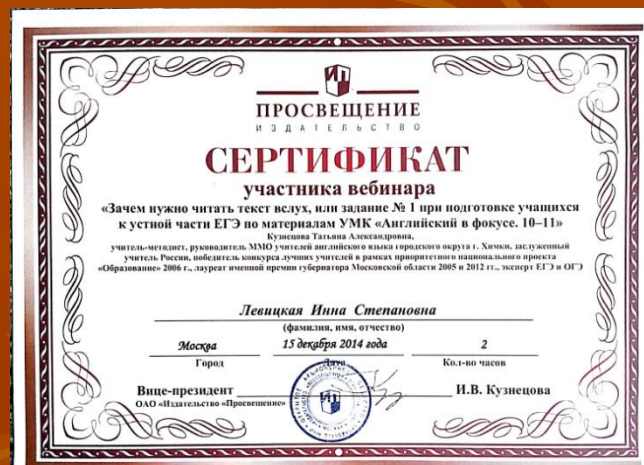 ИП
ПРОСВЕЩЕНИЕ
ИЗДАТЕЛЬСТВО
СЕРТИФИКАТ
участника вебинара
«Зачем нужно читать текст вслух, или задание № 1 при подготовке учащихся
к устной части ЕГЭ по материалам УМК «Английский в фокусе. 10–11»
Кузнецова Татьяна Александровна,
учитель-методист, руководитель ММО учителей английского языка городского округа г. Химки, заслуженный
учитель России, победитель конкурса лучших учителей в рамках приоритетного национального проекта
«Образование» 2006 г., лауреат именной премии губернатора Московской области 2005 и 2012 гг., эксперт ЕГЭ и ОГЭ
Левицкая Инна Степановна
(фамилия, имя, отчество)
Москва 15 декабря 2014 года 2
Город Дата Кол-во часов
Вице-президент И.В. Кузнецова
ОАО «Издательство «Просвещение»